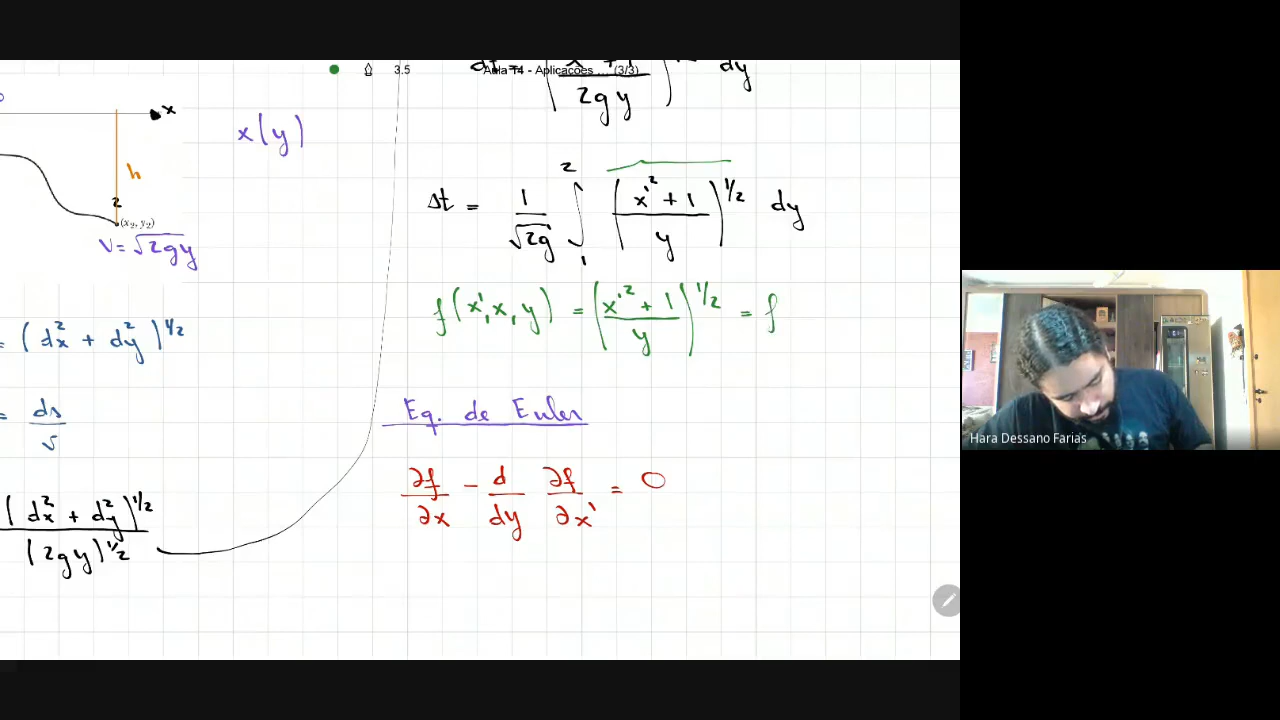 3.5 Aula 14 - Aplicações ... (3/3)
2gy dy
x
x(y)
h
2
(x₂, y₂)
V = √2gy
Δt = 1/√2g ∫₁² ((x'² + 1)/y)^1/2 dy
f(x', x, y) = ((x'² + 1)/y)^1/2 = f
= (dx² + dy²)^1/2
= ds/v
(dx² + dy²)^1/2 / (2gy)^1/2
Eq. de Euler
∂f/∂x - d/dy ∂f/∂x' = 0
Hara Dessano Farias